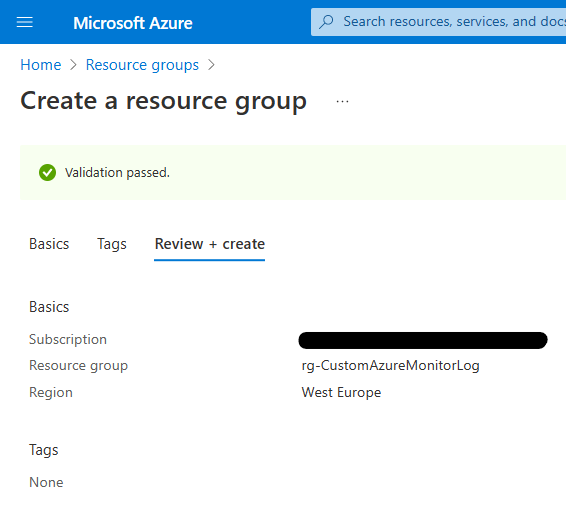 Microsoft Azure
Search resources, services, and docs
Home > Resource groups >
Create a resource group ...
Validation passed.
Basics Tags Review + create
Basics
Subscription
Resource group rg-CustomAzureMonitorLog
Region West Europe
Tags
None